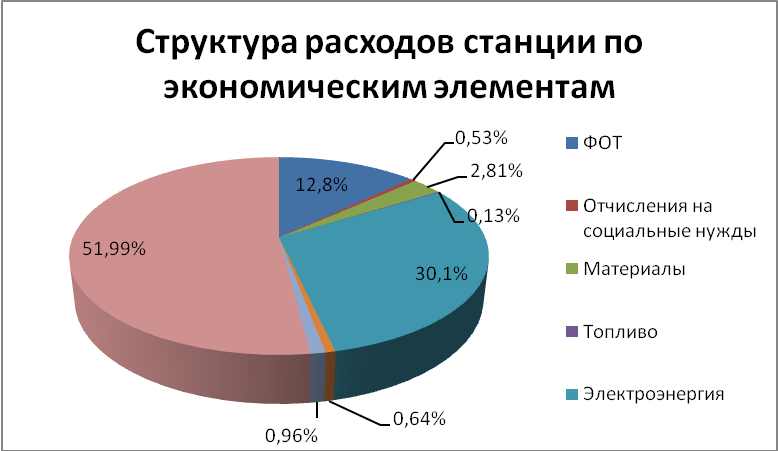 Структура расходов станции по
экономическим элементам
0,53%
2,81%
0,13%
12,8%
51,99%
30,1%
0,64%
0,96%
ФОТ
Отчисления на
социальные нужды
Материалы
Топливо
Электроэнергия